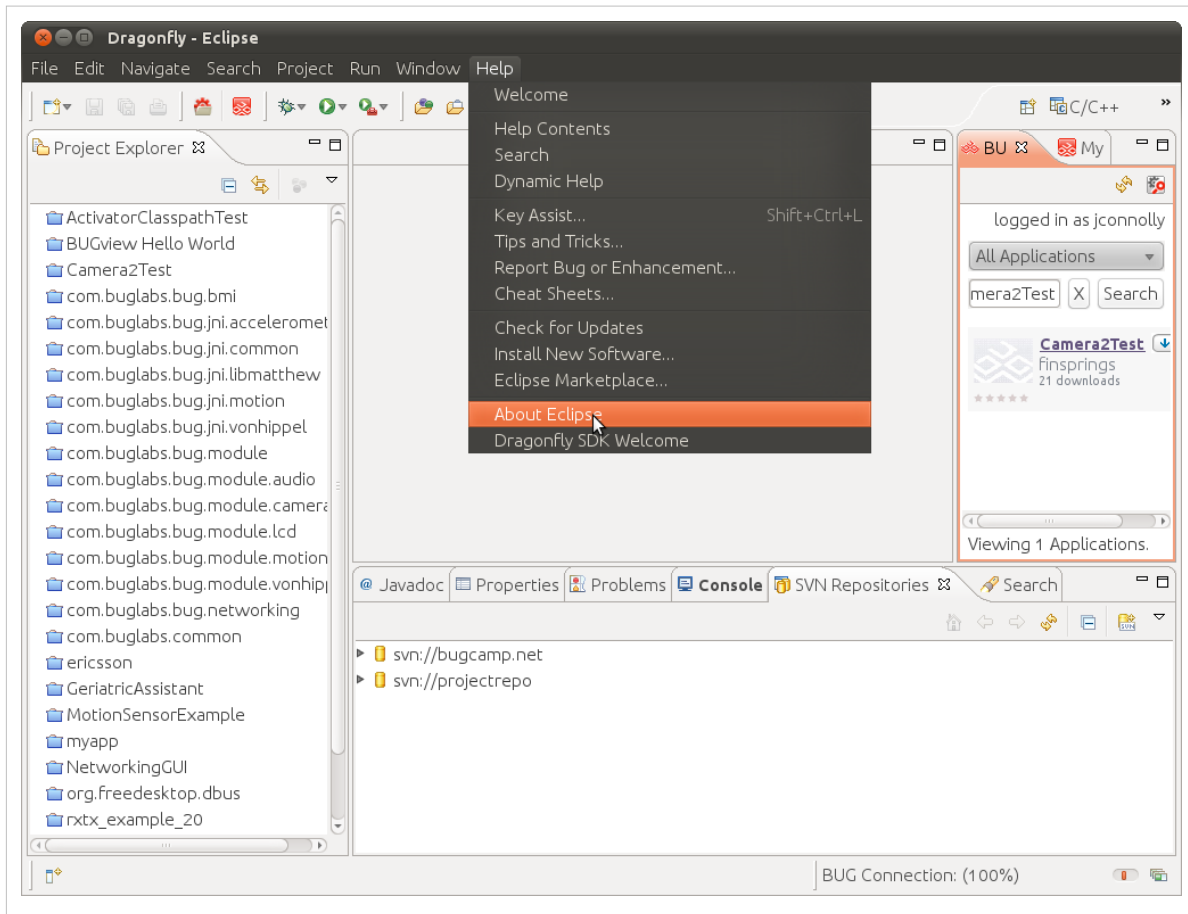 Dragonfly - Eclipse
File Edit Navigate Search Project Run Window Help
Welcome
Help Contents
Search
Dynamic Help
Key Assist... Shift+Ctrl+L
Tips and Tricks...
Report Bug or Enhancement...
Cheat Sheets...
Check for Updates
Install New Software...
Eclipse Marketplace...
About Eclipse
Dragonfly SDK Welcome
C/C++ »
Project Explorer
ActivatorClasspathTest
BUGview Hello World
Camera2Test
com.buglabs.bug.bmi
com.buglabs.bug.jni.acceleromet
com.buglabs.bug.jni.common
com.buglabs.bug.jni.libmatthew
com.buglabs.bug.jni.motion
com.buglabs.bug.jni.vonhippel
com.buglabs.bug.module
com.buglabs.bug.module.audio
com.buglabs.bug.module.camera
com.buglabs.bug.module.lcd
com.buglabs.bug.module.motion
com.buglabs.bug.module.vonhipp
com.buglabs.bug.networking
com.buglabs.common
ericsson
GeriatricAssistant
MotionSensorExample
myapp
NetworkingGUI
org.freedesktop.dbus
rxtx_example_20
BU My
logged in as jconnolly
All Applications
mera2Test X Search
Camera2Test
finsprings
21 downloads
Viewing 1 Applications.
@ Javadoc Properties Problems Console SVN Repositories Search
SVN
svn://bugcamp.net
svn://projectrepo
BUG Connection: (100%)